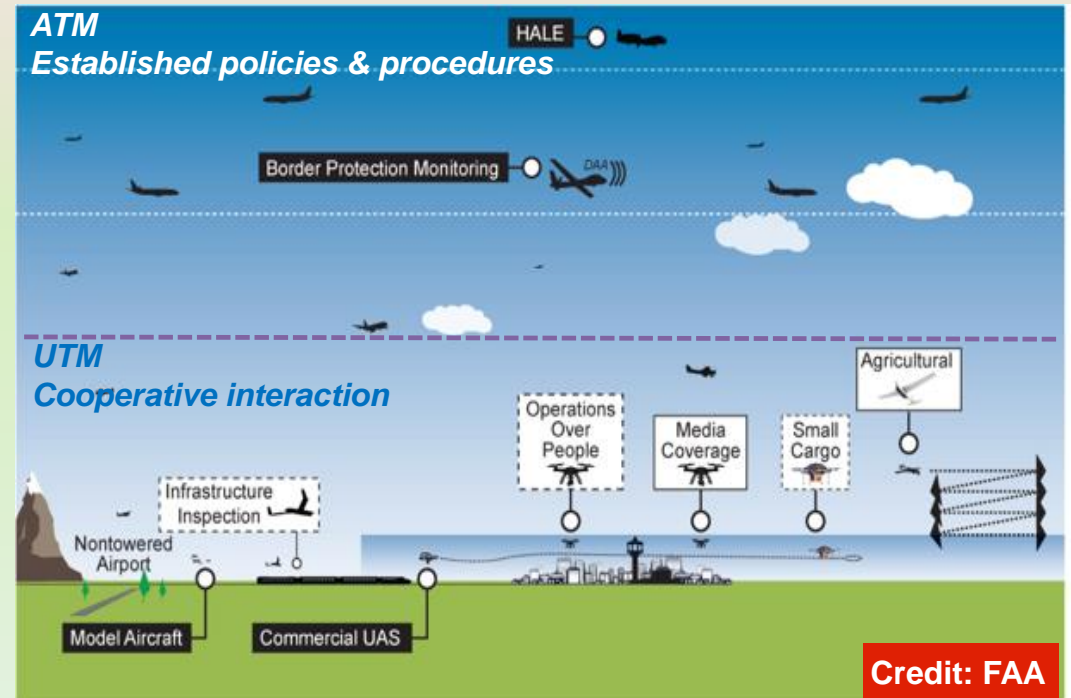 ATM
Established policies & procedures
HALE
Border Protection Monitoring
DAA
UTM
Cooperative interaction
Agricultural
Operations
Over
People
Media
Coverage
Small
Cargo
Infrastructure
Inspection
Nontowered
Airport
Model Aircraft
Commercial UAS
Credit: FAA